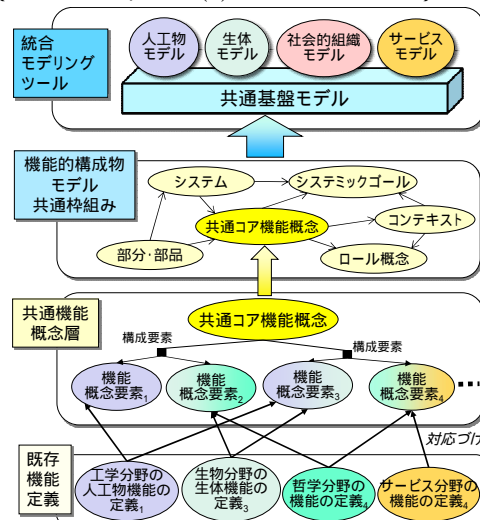 統合
モデリング
ツール
人工物
モデル
生体
モデル
社会的組織
モデル
サービス
モデル
共通基盤モデル
機能的構成物
モデル
共通枠組み
システム
システミックゴール
共通コア機能概念
コンテキスト
部分・部品
ロール概念
共通機能
概念層
共通コア機能概念
構成要素
構成要素
機能
概念要素1
機能
概念要素2
機能
概念要素3
機能
概念要素4
対応づけ
既存
機能
定義
工学分野の
人工物機能の
定義1
生物分野の
生体機能の
定義3
哲学分野の
機能の定義4
サービス分野の
機能の定義4